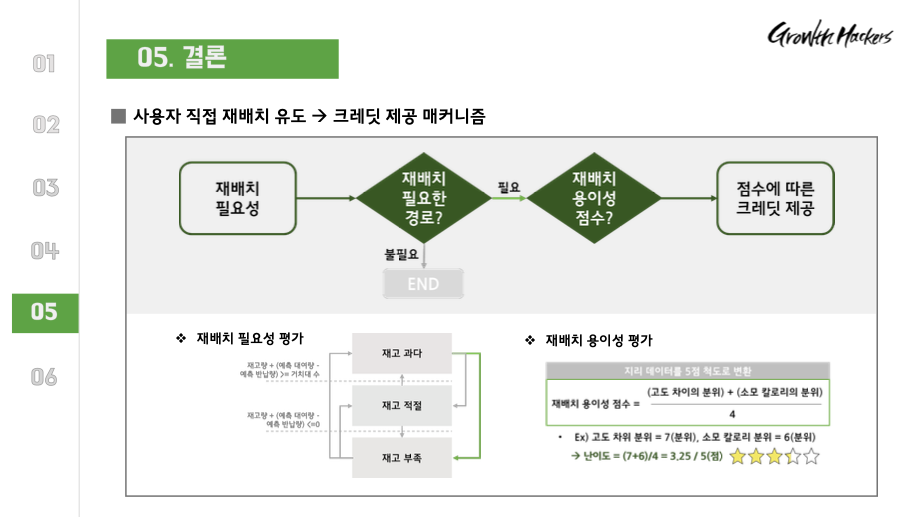 Growth Hackers
01
02
03
04
05
06
05. 결론
사용자 직접 재배치 유도 → 크레딧 제공 매커니즘
재배치
필요성
재배치
필요한
경로?
필요
재배치
용이성
점수?
점수에 따른
크레딧 제공
불필요
END
❖ 재배치 필요성 평가
재고량 + (예측 대여량 -
예측 반납량) >= 거치대 수
재고량 + (예측 대여량 -
예측 반납량) <=0
재고 과다
재고 적절
재고 부족
❖ 재배치 용이성 평가
지리 데이터를 5점 척도로 변환
재배치 용이성 점수 =
(고도 차이의 분위) + (소모 칼로리의 분위)
4
• Ex) 고도 차위 분위 = 7(분위), 소모 칼로리 분위 = 6(분위)
→ 난이도 = (7+6)/4 = 3.25 / 5(점)